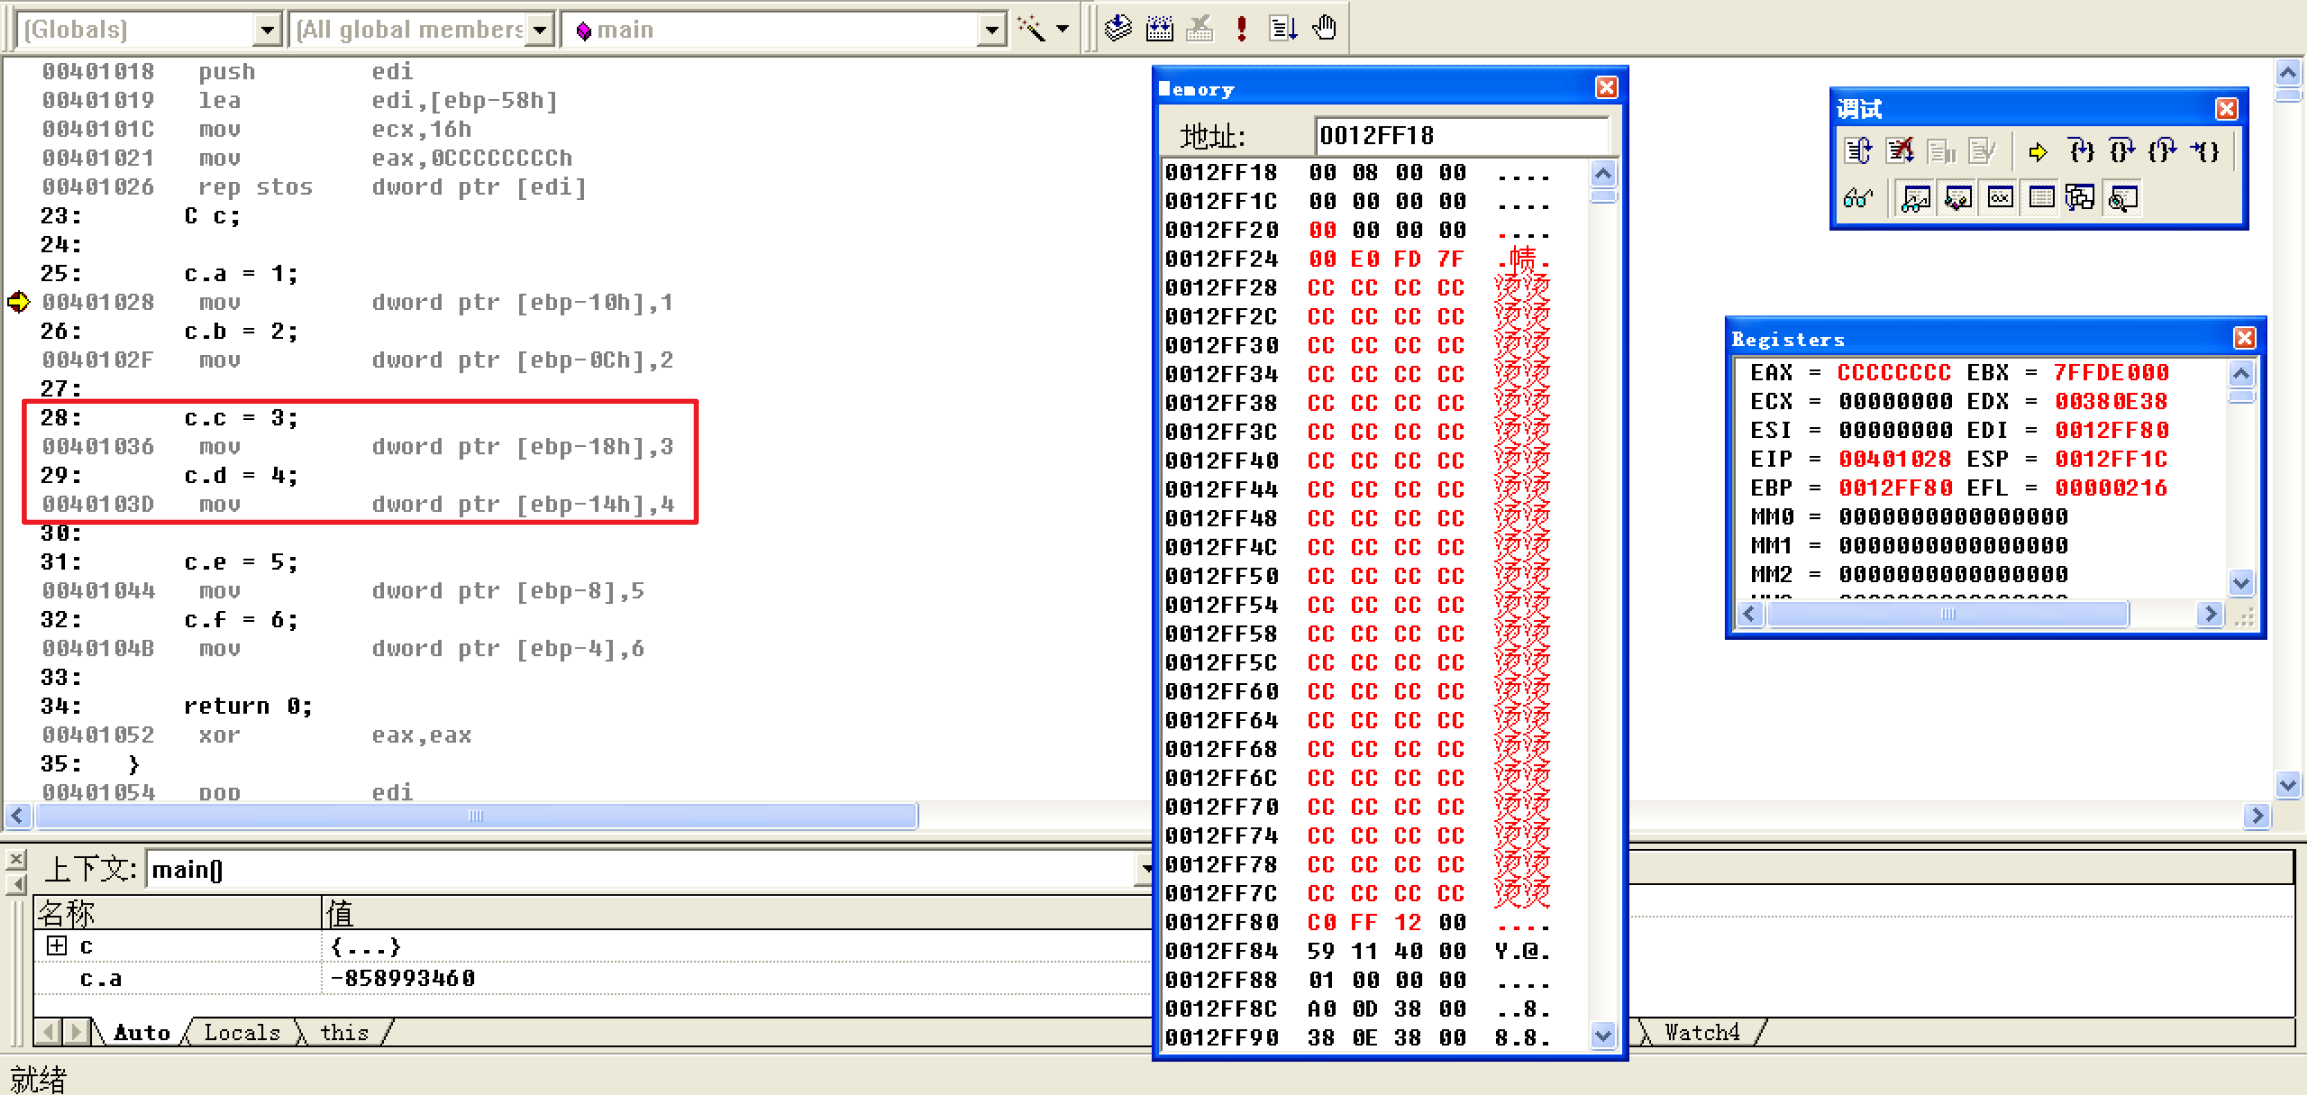 (Globals) (All global members main
00401018 push edi
00401019 lea edi,[ebp-58h]
0040101C mov ecx,16h
00401021 mov eax,0CCCCCCCCh
00401026 rep stos dword ptr [edi]
23: C c;
24:
25: c.a = 1;
00401028 mov dword ptr [ebp-10h],1
26: c.b = 2;
0040102F mov dword ptr [ebp-0Ch],2
27:
28: c.c = 3;
00401036 mov dword ptr [ebp-18h],3
29: c.d = 4;
0040103D mov dword ptr [ebp-14h],4
30:
31: c.e = 5;
00401044 mov dword ptr [ebp-8],5
32: c.f = 6;
0040104B mov dword ptr [ebp-4],6
33:
34: return 0;
00401052 xor eax,eax
35: }
00401054 pop edi
Memory
地址: 0012FF18
0012FF18 00 08 00 00 ....
0012FF1C 00 00 00 00 ....
0012FF20 00 00 00 00 ....
0012FF24 00 E0 FD 7F
0012FF28 CC CC CC CC 烫烫
0012FF2C CC CC CC CC 烫烫
0012FF30 CC CC CC CC 烫烫
0012FF34 CC CC CC CC 烫烫
0012FF38 CC CC CC CC 烫烫
0012FF3C CC CC CC CC 烫烫
0012FF40 CC CC CC CC 烫烫
0012FF44 CC CC CC CC 烫烫
0012FF48 CC CC CC CC 烫烫
0012FF4C CC CC CC CC 烫烫
0012FF50 CC CC CC CC 烫烫
0012FF54 CC CC CC CC 烫烫
0012FF58 CC CC CC CC 烫烫
0012FF5C CC CC CC CC 烫烫
0012FF60 CC CC CC CC 烫烫
0012FF64 CC CC CC CC 烫烫
0012FF68 CC CC CC CC 烫烫
0012FF6C CC CC CC CC 烫烫
0012FF70 CC CC CC CC 烫烫
0012FF74 CC CC CC CC 烫烫
0012FF78 CC CC CC CC 烫烫
0012FF7C CC CC CC CC 烫烫
0012FF80 C0 FF 12 00 ....
0012FF84 59 11 40 00 Y.@.
0012FF88 01 00 00 00 ....
0012FF8C A0 0D 38 00 ..8.
0012FF90 38 0E 38 00 8.8.
调试
Registers
EAX = CCCCCCCC EBX = 7FFDE000
ECX = 00000000 EDX = 00380E38
ESI = 00000000 EDI = 0012FF80
EIP = 00401028 ESP = 0012FF1C
EBP = 0012FF80 EFL = 00000216
MM0 = 0000000000000000
MM1 = 0000000000000000
MM2 = 0000000000000000
上下文: main()
名称 值
c {...}
c.a -858993460
Auto Locals this
Watch4
就绪